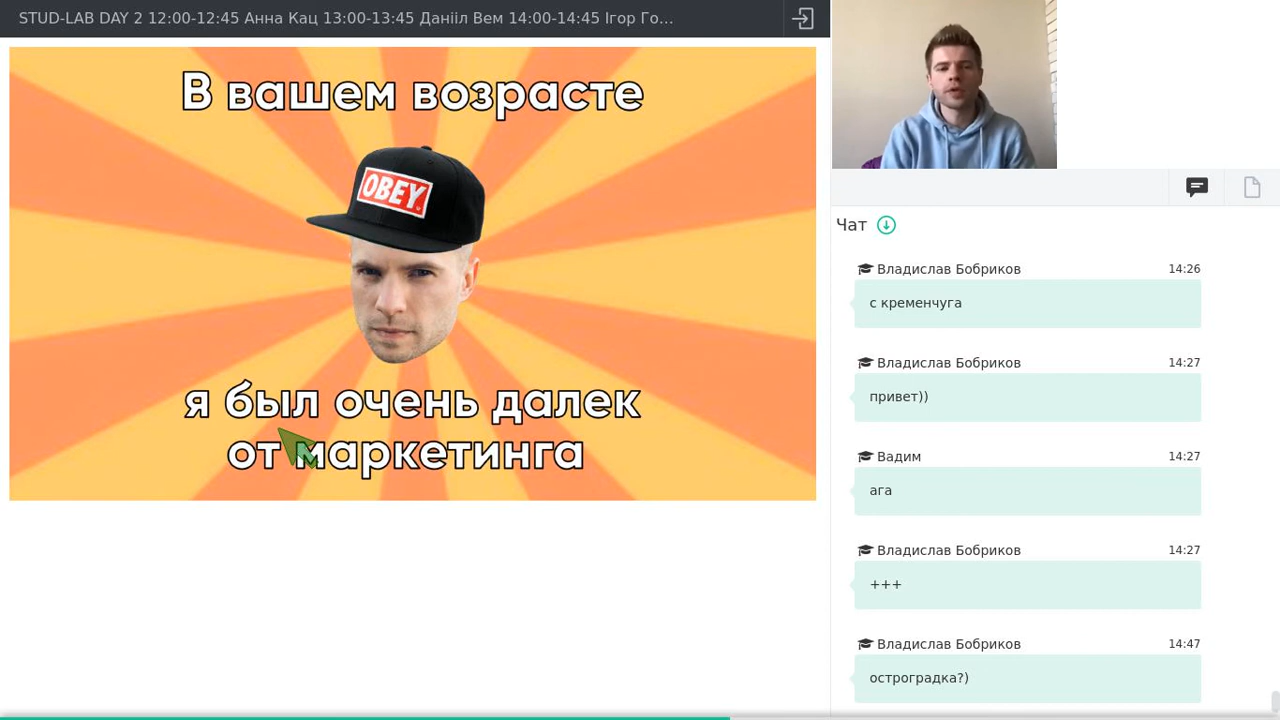 STUD-LAB DAY 2 12:00-12:45 Анна Кац 13:00-13:45 Данііл Вем 14:00-14:45 Ігор Го...
В вашем возрасте
OBEY
я был очень далек
от маркетинга
Чат
Владислав Бобриков 14:26
с кременчуга
Владислав Бобриков 14:27
привет))
Вадим 14:27
ага
Владислав Бобриков 14:27
+++
Владислав Бобриков 14:47
остроградка?)